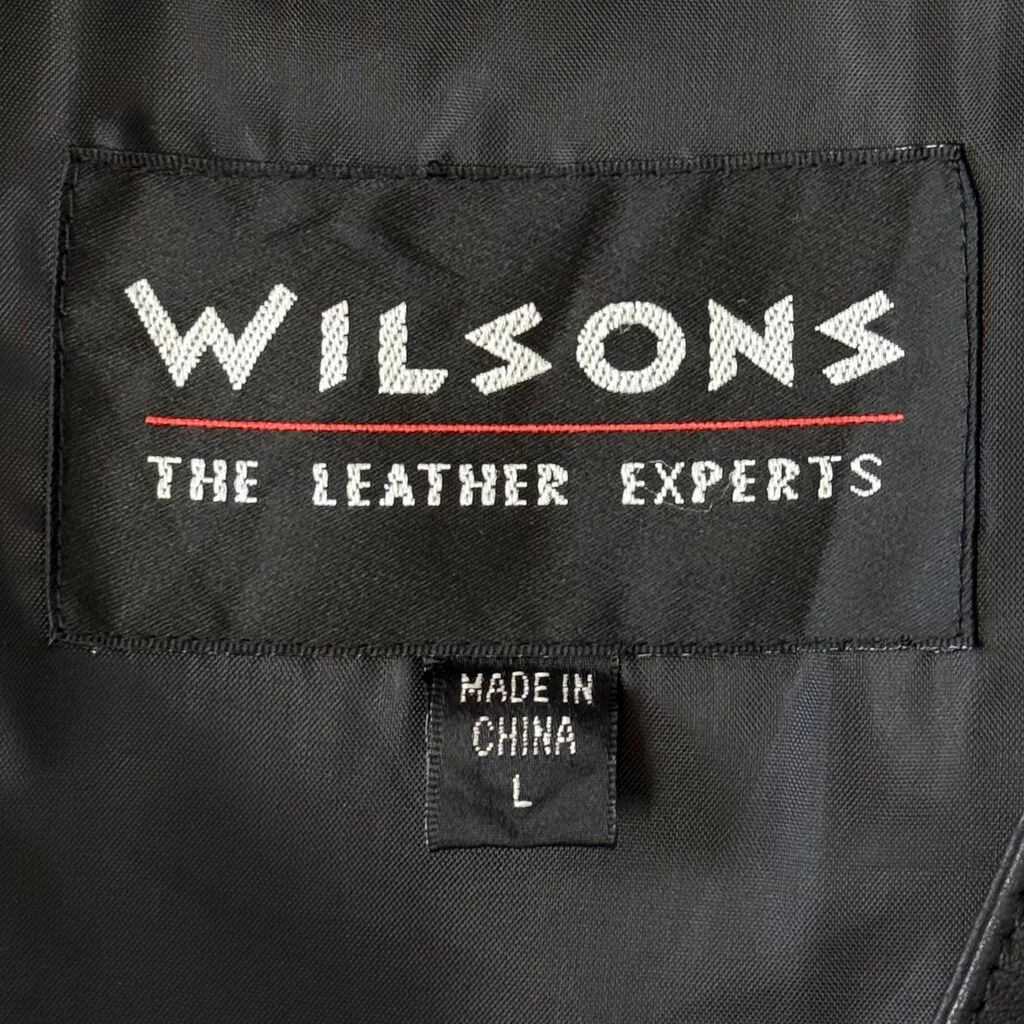 WILSONS
THE LEATHER EXPERTS
MADE IN
CHINA
L